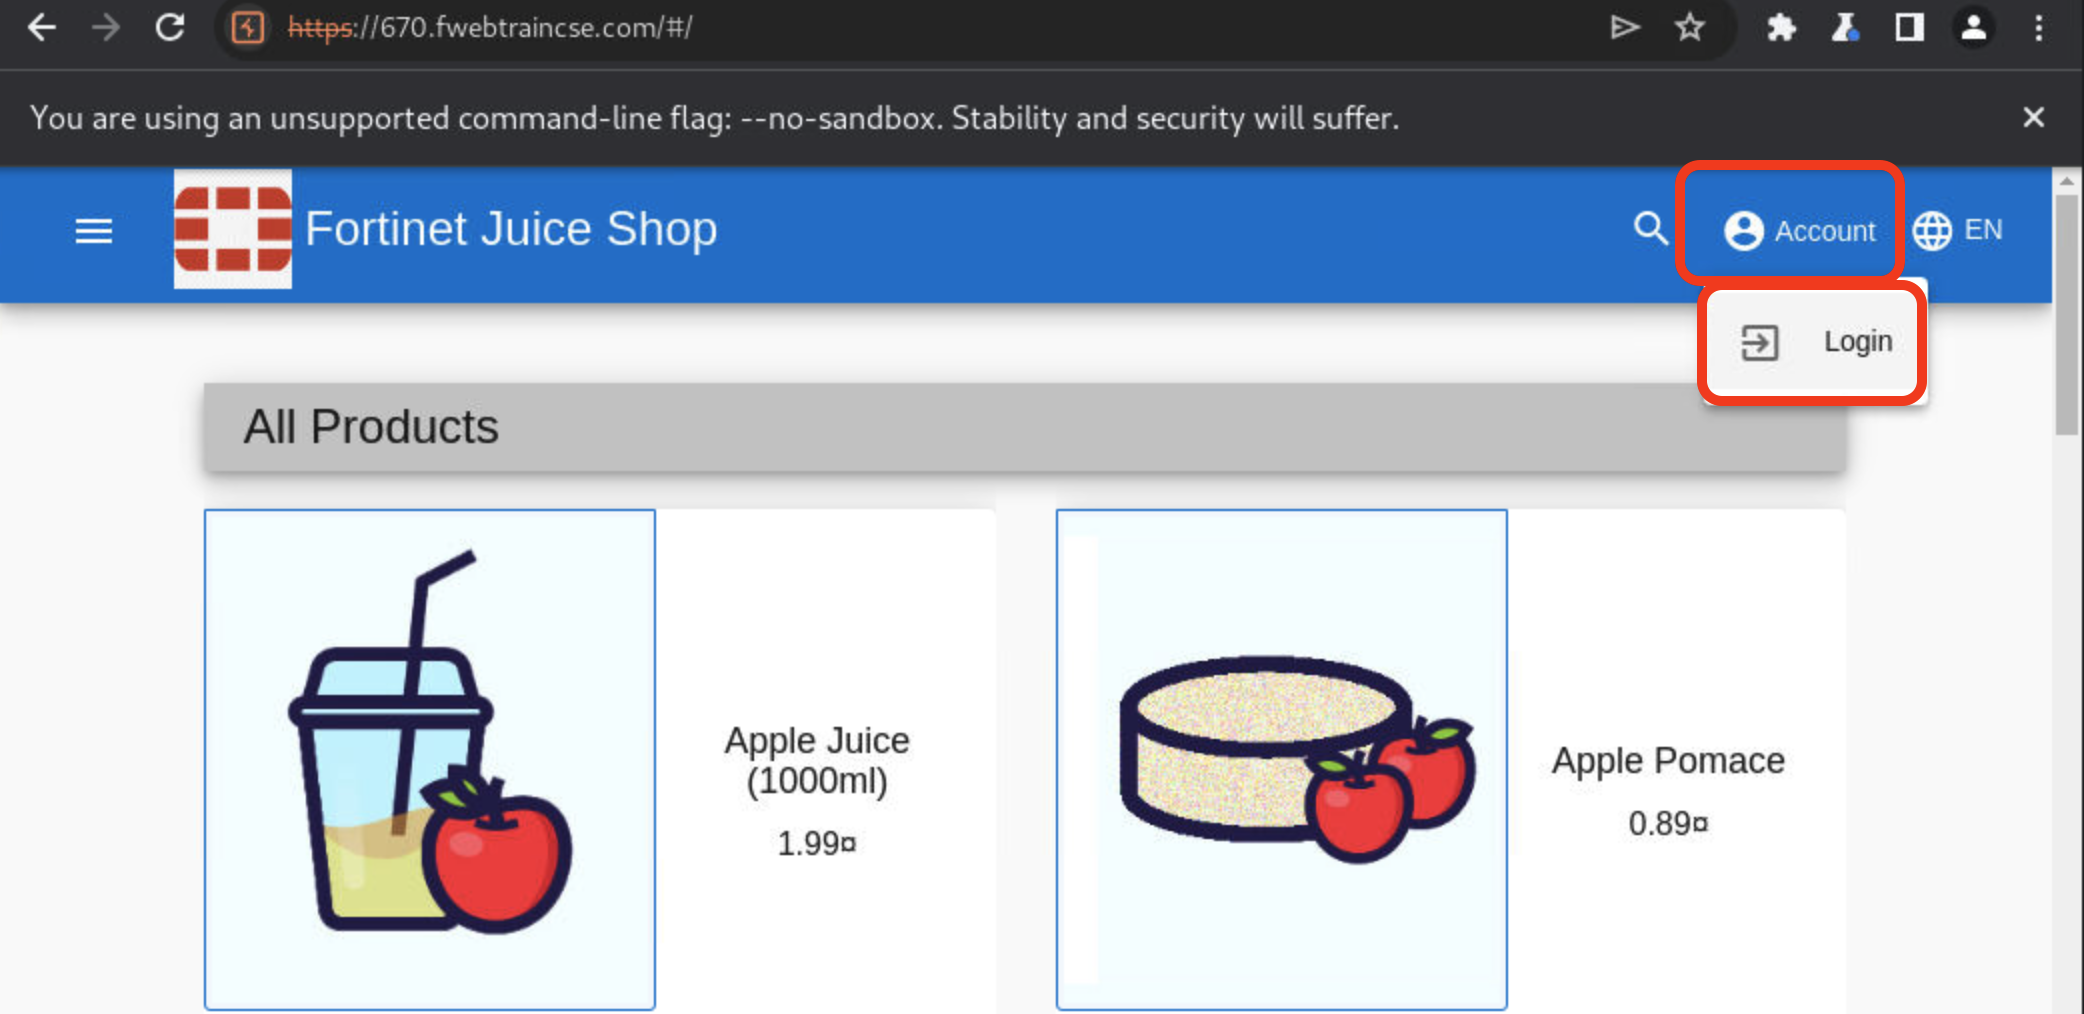 https://670.fwebtraincse.com/#/
You are using an unsupported command-line flag: --no-sandbox. Stability and security will suffer.
Fortinet Juice Shop
Account
EN
Login
All Products
Apple Juice
(1000ml)
1.99¤
Apple Pomace
0.89¤